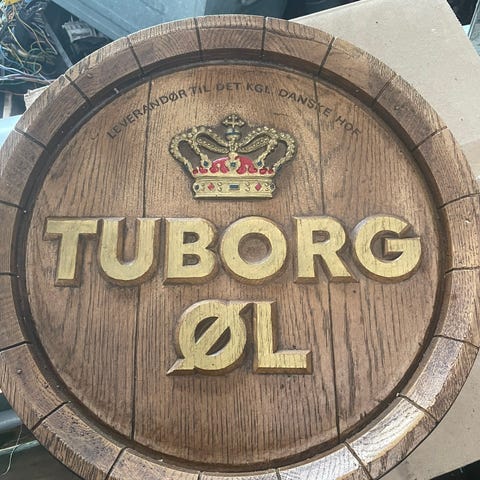 LEVERANDØR TIL DET KGL. DANSKE HOF
TUBORG
ØL